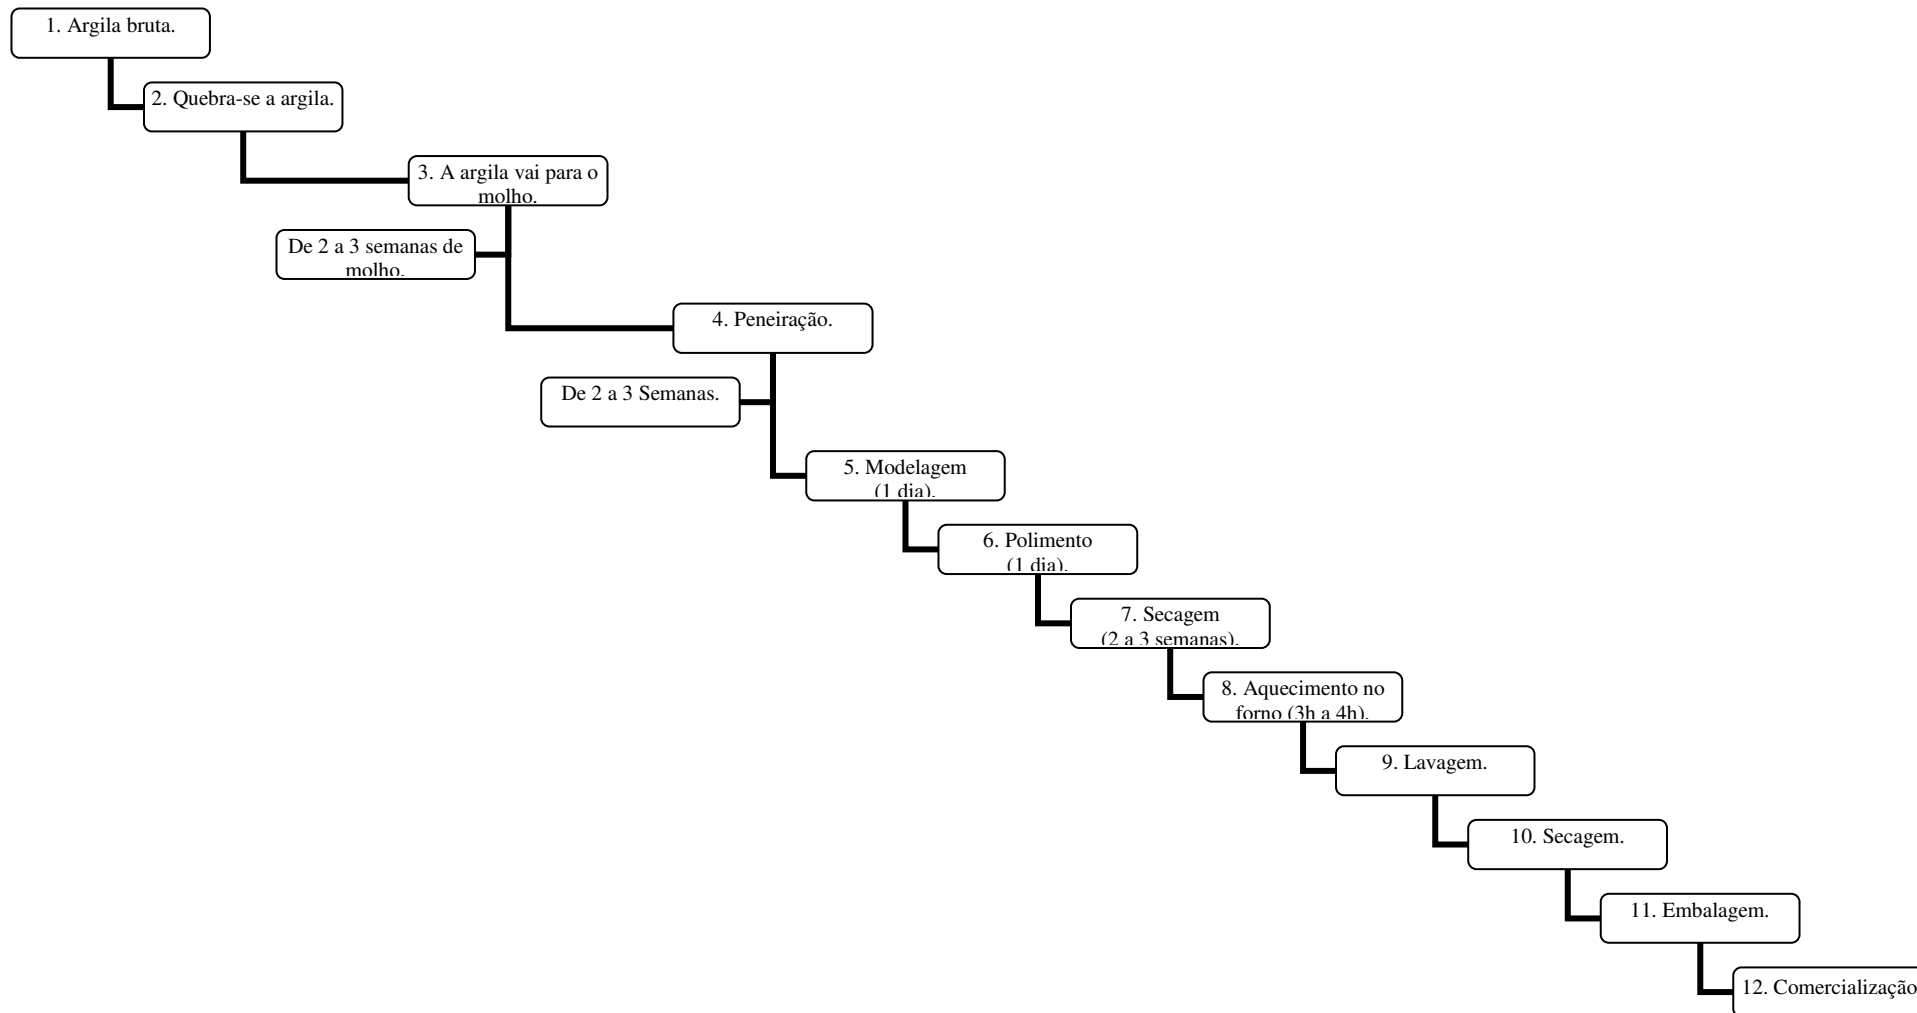 1. Argila bruta.
2. Quebra-se a argila.
3. A argila vai para o
molho.
De 2 a 3 semanas de
molho.
4. Peneiração.
De 2 a 3 Semanas.
5. Modelagem
(1 dia).
6. Polimento
(1 dia).
7. Secagem
(2 a 3 semanas).
8. Aquecimento no
forno (3h a 4h).
9. Lavagem.
10. Secagem.
11. Embalagem.
12. Comercialização